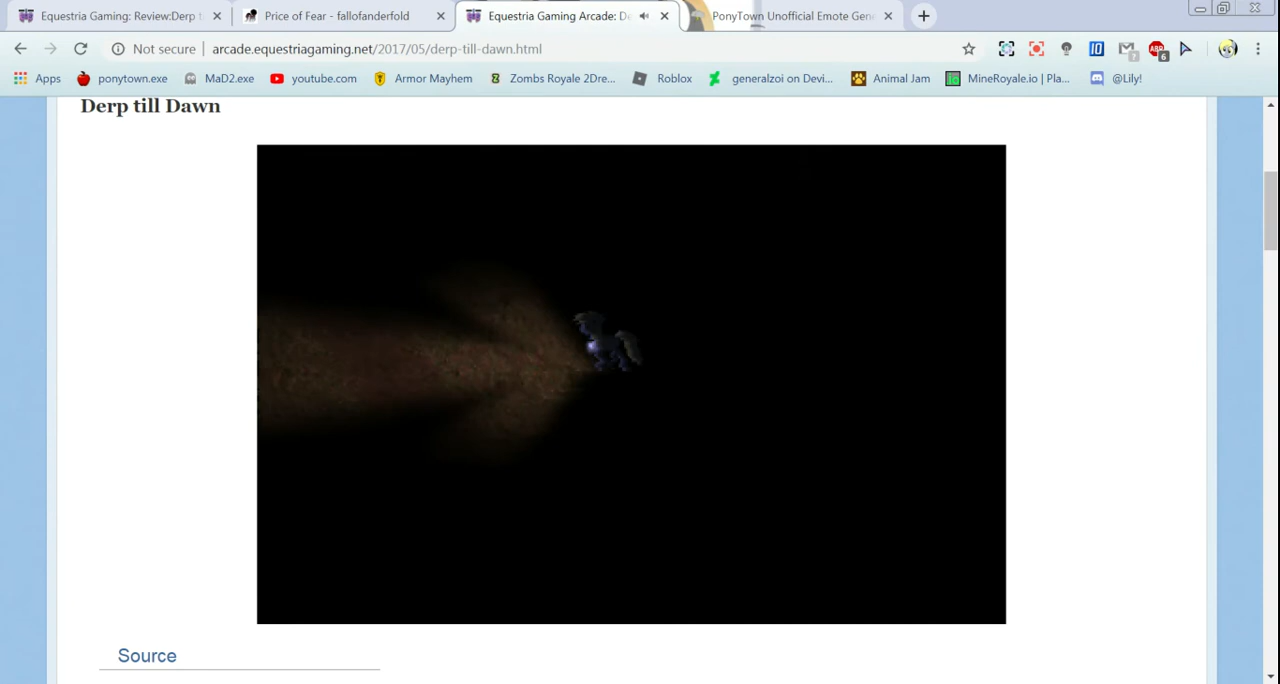 Equestria Gaming: Review:Derp t
Price of Fear - fallofanderfold
Equestria Gaming Arcade: De
PonyTown Unofficial Emote Gene
Not secure | arcade.equestriagaming.net/2017/05/derp-till-dawn.html
Apps ponytown.exe MaD2.exe youtube.com Armor Mayhem Zombs Royale 2Dre... Roblox generalzoi on Devi... Animal Jam MineRoyale.io | Pla... @Lily!
Derp till Dawn
Source